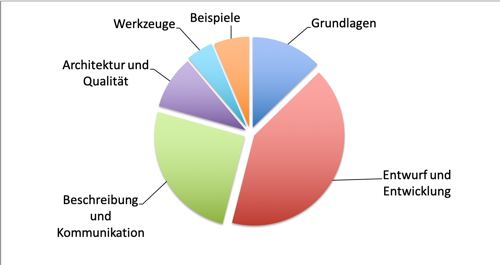 Beispiele
Grundlagen
Werkzeuge
Architektur und
Qualität
Entwurf und
Entwicklung
Beschreibung
und
Kommunikation